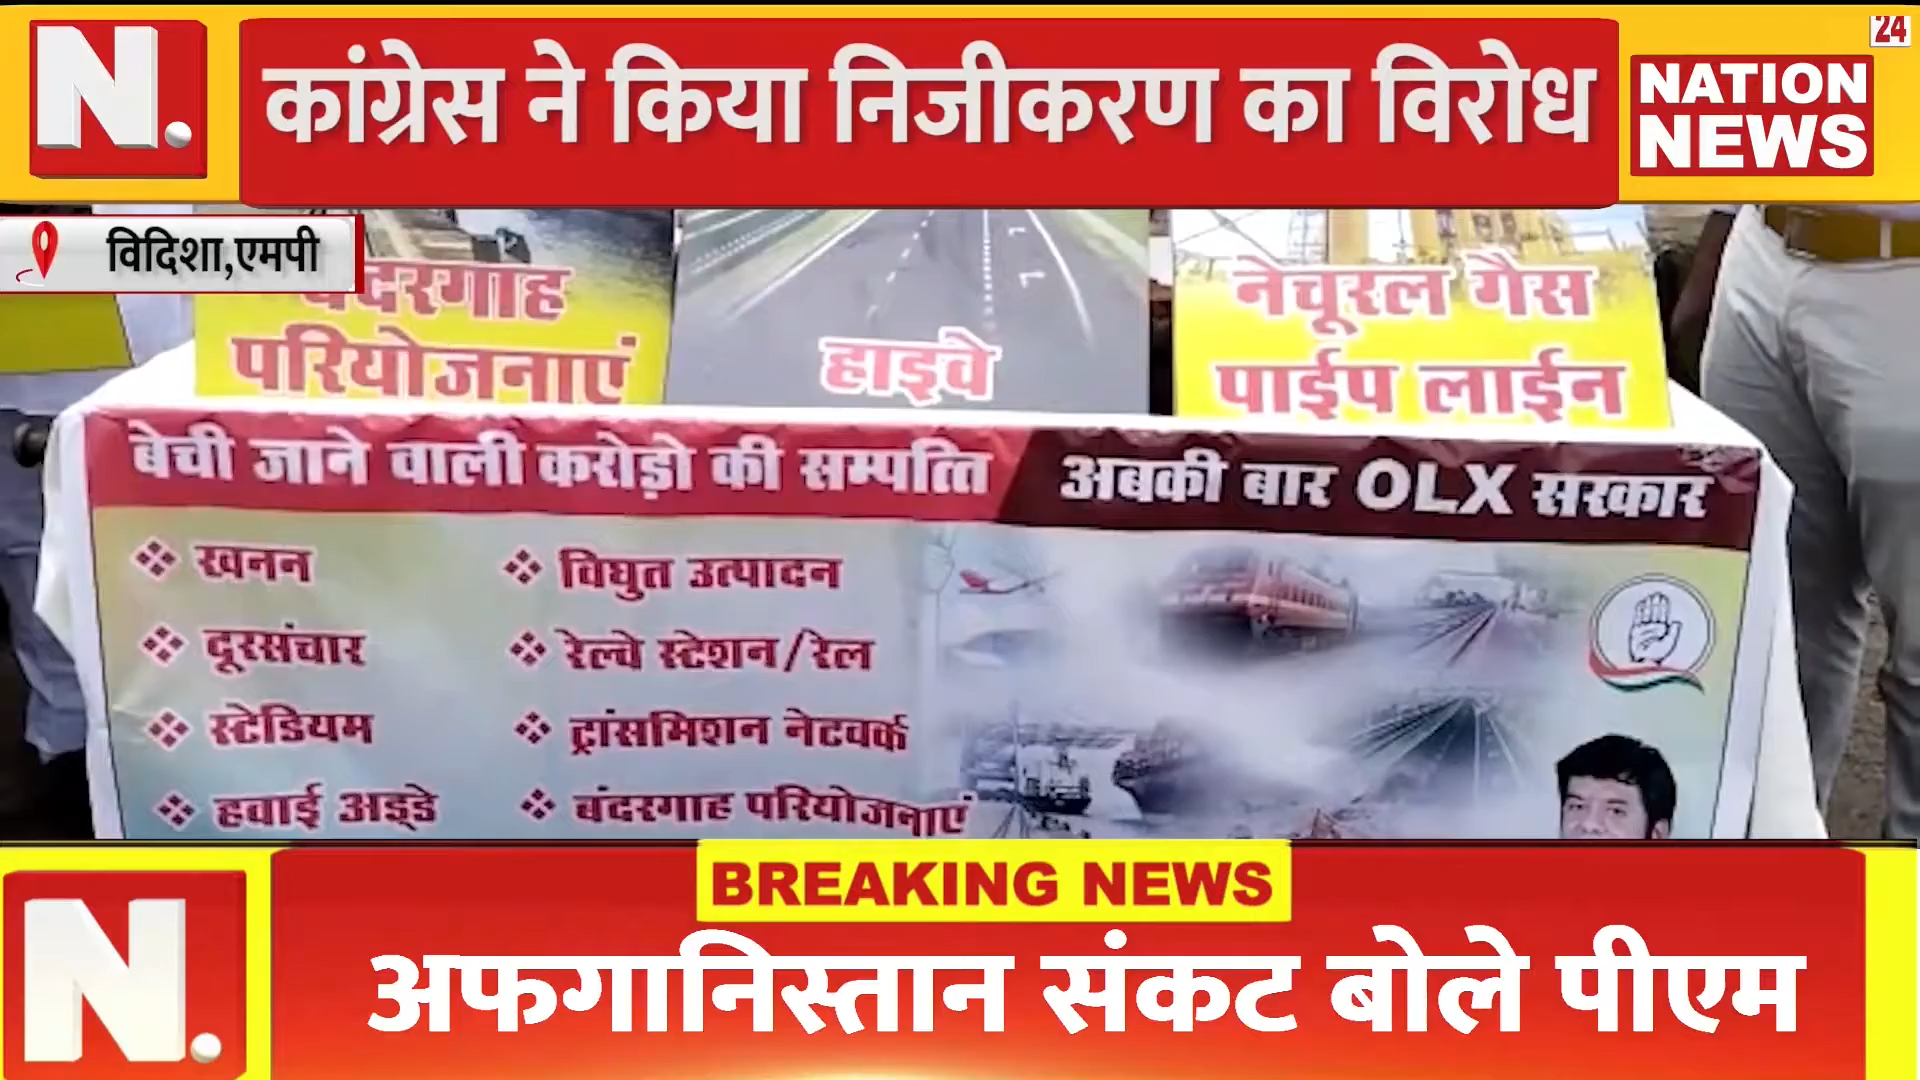 N.
कांग्रेस ने किया निजीकरण का विरोध
24
NATION
NEWS
विदिशा,एमपी
बंदरगाह
परियोजनाएं
हाइवे
नेचूरल गैस
पाईप लाईन
बेची जाने वाली करोड़ो की सम्पत्ति
अबकी बार OLX सरकार
खनन
दूरसंचार
स्टेडियम
हवाई अड्डे
विघुत उत्पादन
रेल्वे स्टेशन/रेल
ट्रांसमिशन नेटवर्क
बंदरगाह परियोजनाएं
BREAKING NEWS
N.
अफगानिस्तान संकट बोले पीएम